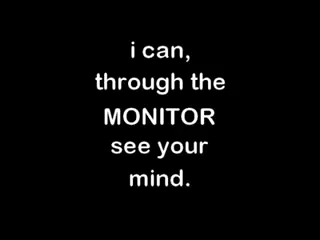 i can,
through the
MONITOR
see your
mind.